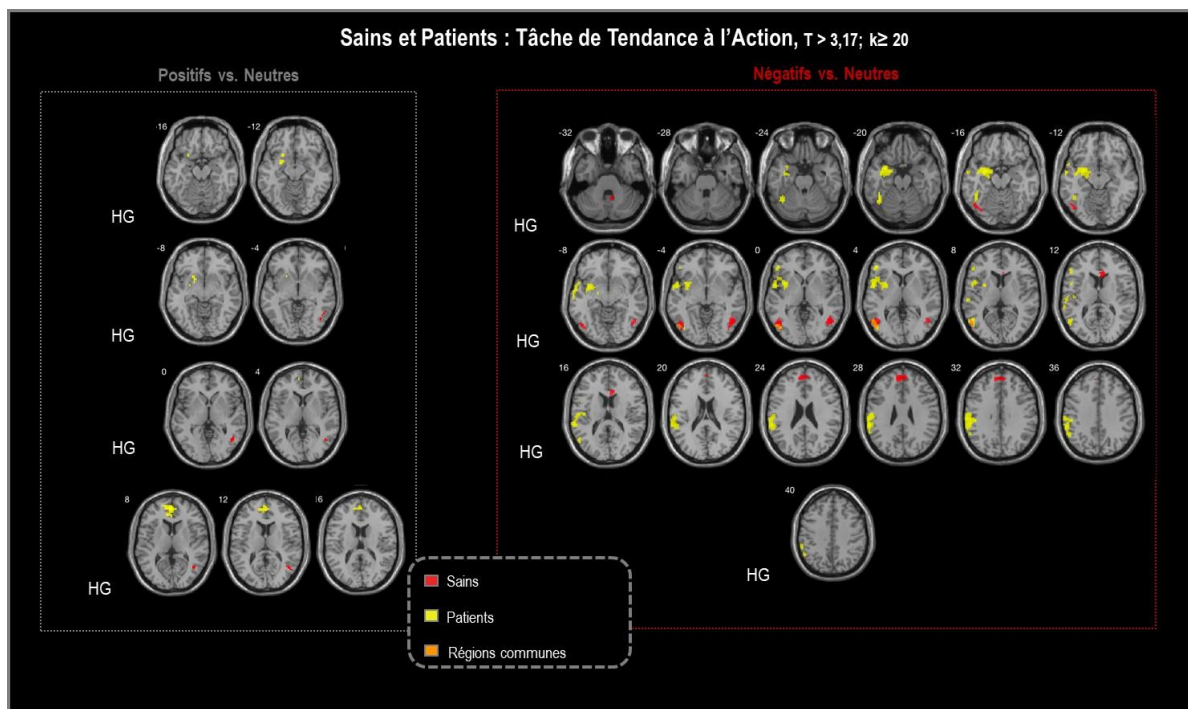 Sains et Patients : Tâche de Tendance à l'Action, T > 3,17; k≥ 20
Positifs vs. Neutres
-16 -12
HG
-8 -4
HG
0 4
HG
8 12 16
HG
Négatifs vs. Neutres
-32 -28 -24 -20 -16 -12
HG
-8 -4 0 4 8 12
HG
16 20 24 28 32 36
HG
40
HG
Sains
Patients
Régions communes